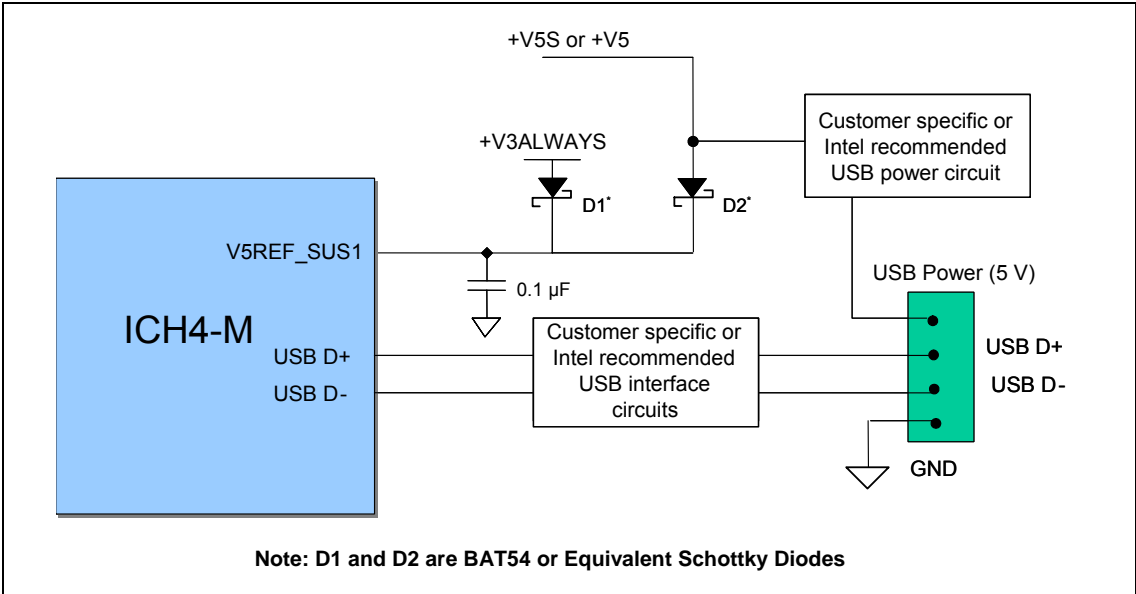 +V5S or +V5
Customer specific or
Intel recommended
USB power circuit
+V3ALWAYS
D1*
D2*
V5REF_SUS1
0.1 µF
USB Power (5 V)
ICH4-M
Customer specific or
Intel recommended
USB interface
circuits
USB D+
USB D-
USB D+
USB D-
GND
Note: D1 and D2 are BAT54 or Equivalent Schottky Diodes